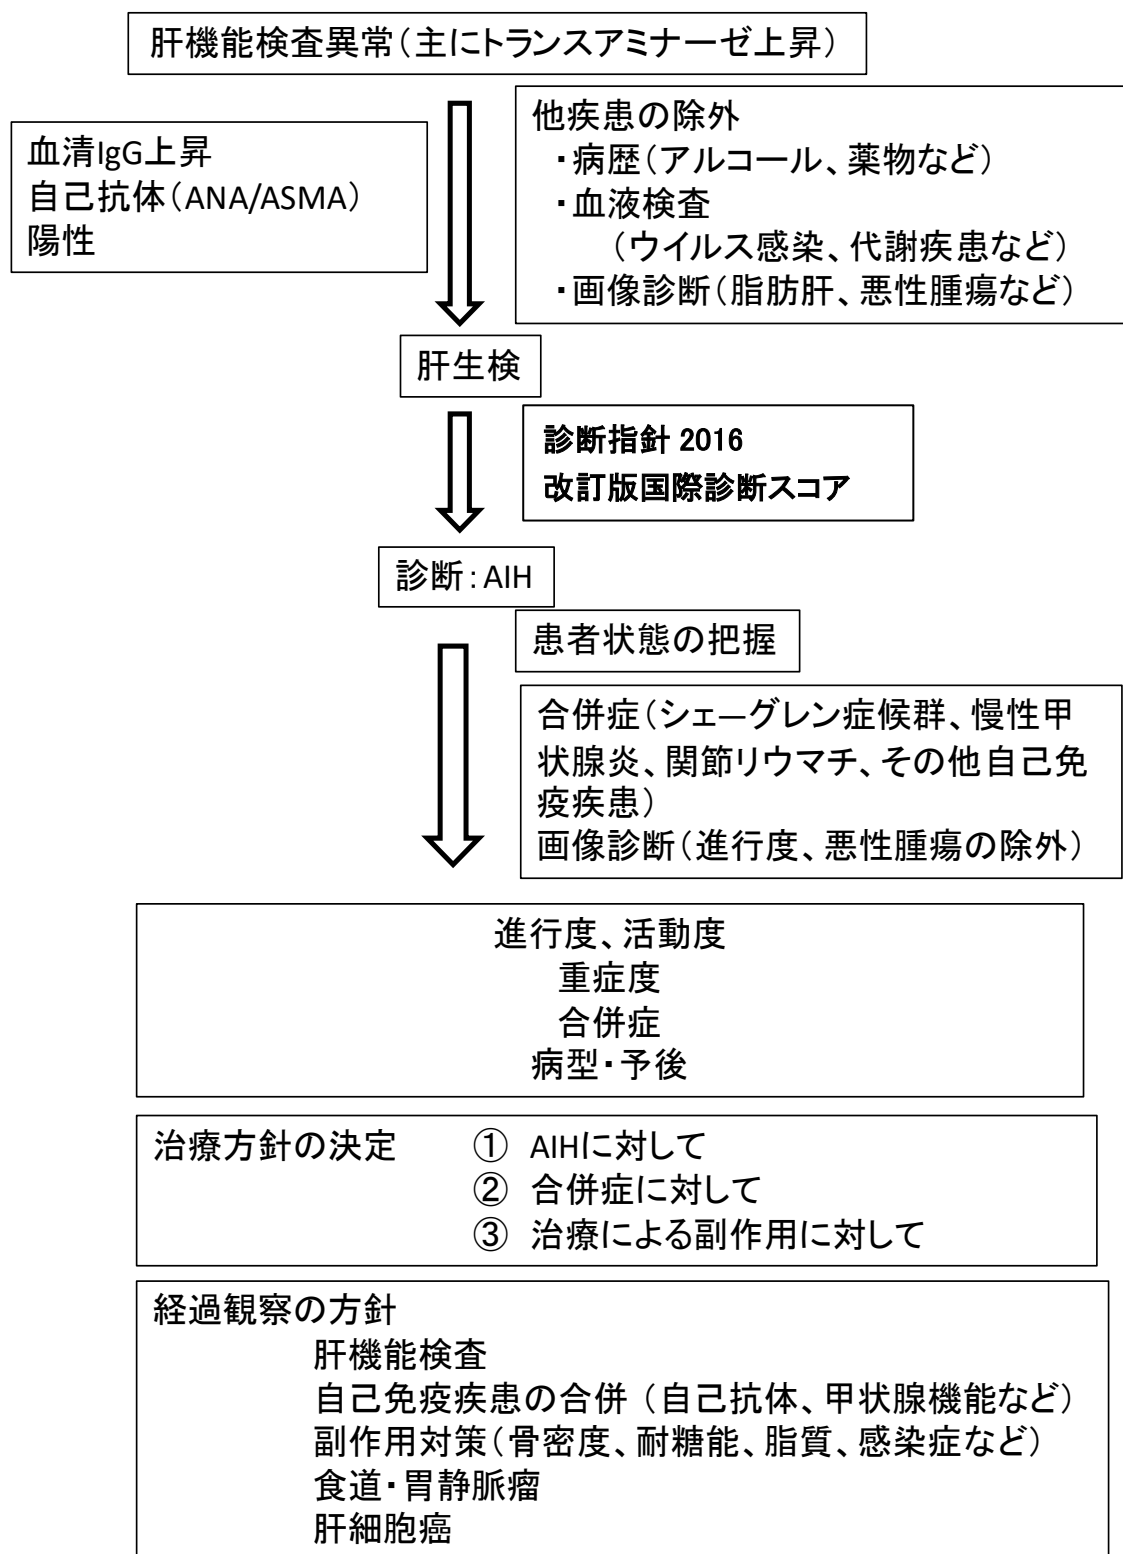 肝機能検査異常（主にトランスアミナーゼ上昇）
血清IgG上昇
自己抗体（ANA/ASMA）
陽性
他疾患の除外
・病歴（アルコール、薬物など）
・血液検査
（ウイルス感染、代謝疾患など）
・画像診断（脂肪肝、悪性腫瘍など）
肝生検
診断指針 2016
改訂版国際診断スコア
診断：AIH
患者状態の把握
合併症（シェ―グレン症候群、慢性甲
状腺炎、関節リウマチ、その他自己免
疫疾患）
画像診断（進行度、悪性腫瘍の除外）
進行度、活動度
重症度
合併症
病型・予後
治療方針の決定 ① AIHに対して
② 合併症に対して
③ 治療による副作用に対して
経過観察の方針
肝機能検査
自己免疫疾患の合併（自己抗体、甲状腺機能など）
副作用対策（骨密度、耐糖能、脂質、感染症など）
食道・胃静脈瘤
肝細胞癌